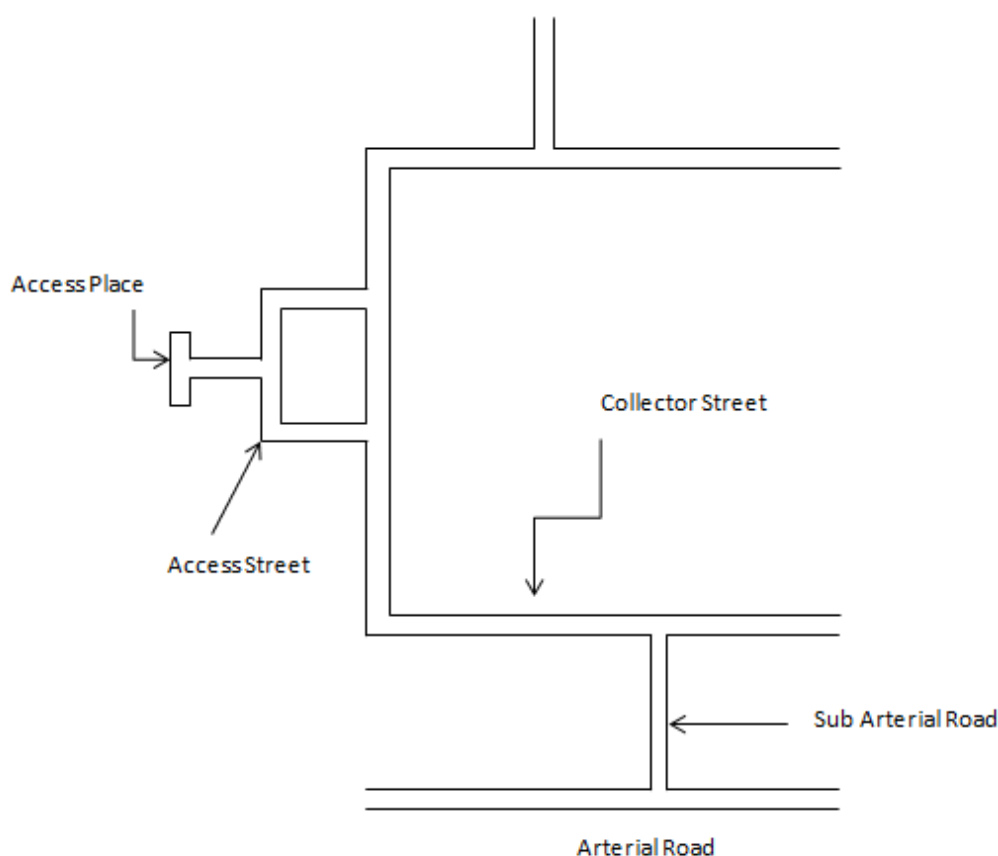 Access Place
Collector Street
Access Street
Sub Arterial Road
Arterial Road